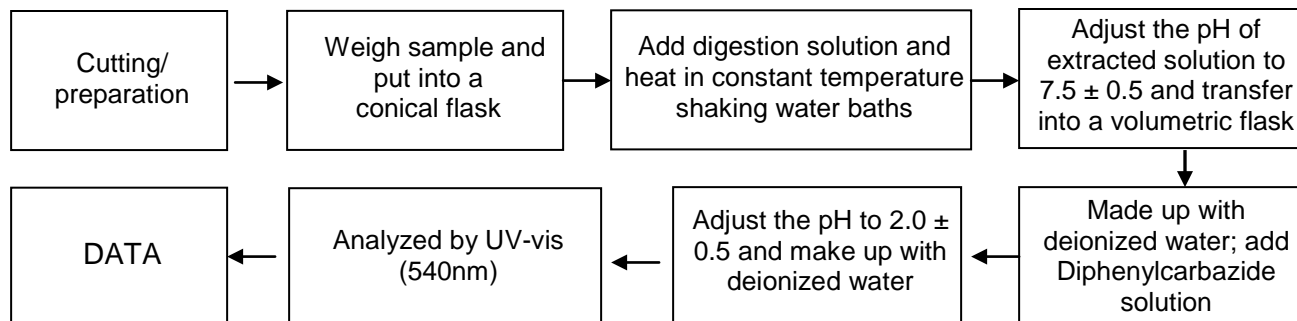 Cutting/
preparation
Weigh sample and
put into a
conical flask
Add digestion solution and
heat in constant temperature
shaking water baths
Adjust the pH of
extracted solution to
7.5 ± 0.5 and transfer
into a volumetric flask
Made up with
deionized water; add
Diphenylcarbazide
solution
Adjust the pH to 2.0 ±
0.5 and make up with
deionized water
Analyzed by UV-vis
(540nm)
DATA